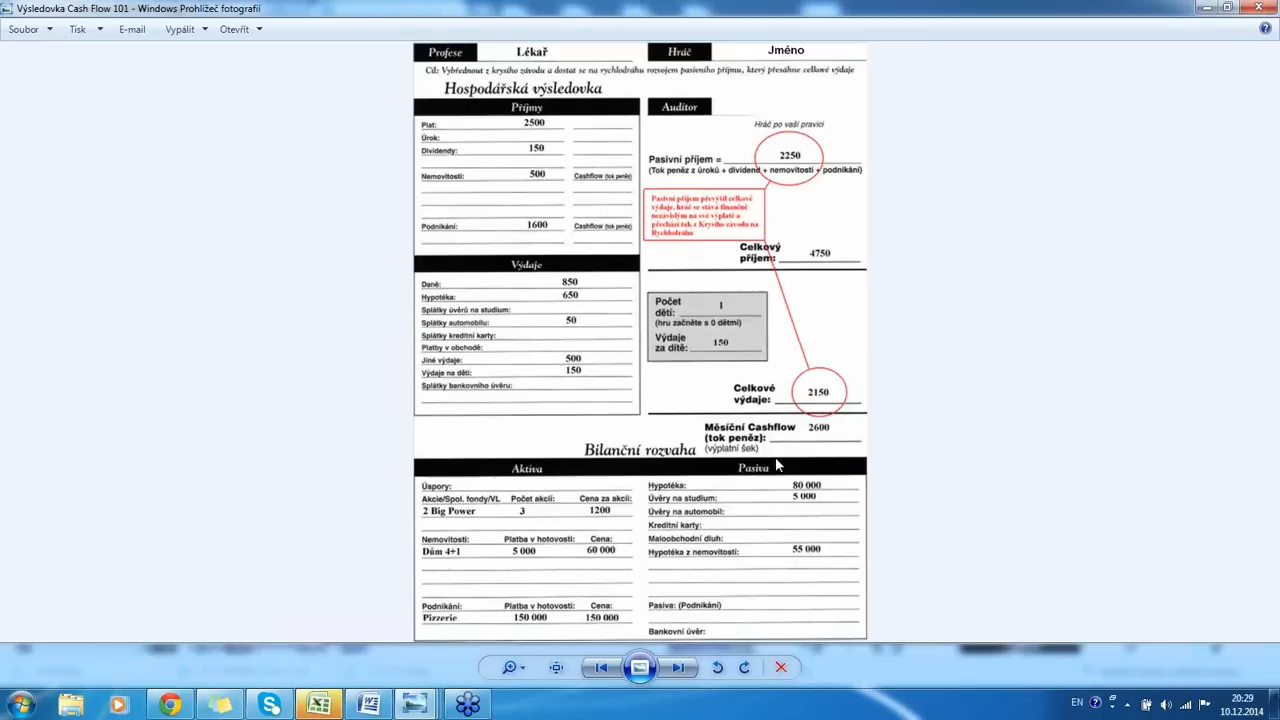 Výsledovka Cash Flow 101 - Windows Prohlížeč fotografií
Soubor Tisk E-mail Vypálit Otevřít
Profese Lékař Hráč Jméno
Cíl: Vybřednout z krysího závodu a dostat se na rychlodráhu rozvojem pasivního příjmu, který přesáhne celkové výdaje
Hospodářská výsledovka
Příjmy
Plat: 2500
Úrok:
Dividendy: 150
Nemovitosti: 500 Cashflow (tok peněz)
Podnikání: 1600 Cashflow (tok peněz)
Auditor
Hráč po vaší pravici
Pasivní příjem = 2250
(Tok peněz z úroků + dividend + nemovitostí + podnikání)
Pasivní příjem převýšil celkové
výdaje, hráč se stává finančně
nezávislým na své výplatě a
přechází tak z Krysího závodu na
Rychlodráhu
Celkový
příjem: 4750
Výdaje
Daně: 850
Hypotéka: 650
Splátky úvěrů na studium:
Splátky automobilu: 50
Splátky kreditní karty:
Platby v obchodě:
Jiné výdaje: 500
Výdaje na děti: 150
Splátky bankovního úvěru:
Počet
dětí: 1
(hru začněte s 0 dětmi)
Výdaje
za dítě: 150
Celkové
výdaje: 2150
Měsíční Cashflow 2600
(tok peněz):
(výplatní šek)
Bilanční rozvaha
Aktiva
Úspory:
Akcie/Spol. fondy/VL Počet akcií: Cena za akcii:
2 Big Power 3 1200
Nemovitosti: Platba v hotovosti: Cena:
Dům 4+1 5 000 60 000
Podnikání: Platba v hotovosti: Cena:
Pizzerie 150 000 150 000
Pasiva
Hypotéka: 80 000
Úvěry na studium: 5 000
Úvěry na automobil:
Kreditní karty:
Maloobchodní dluh:
Hypotéka z nemovitostí: 55 000
Pasiva: (Podnikání)
Bankovní úvěr:
EN 20:29
10.12.2014